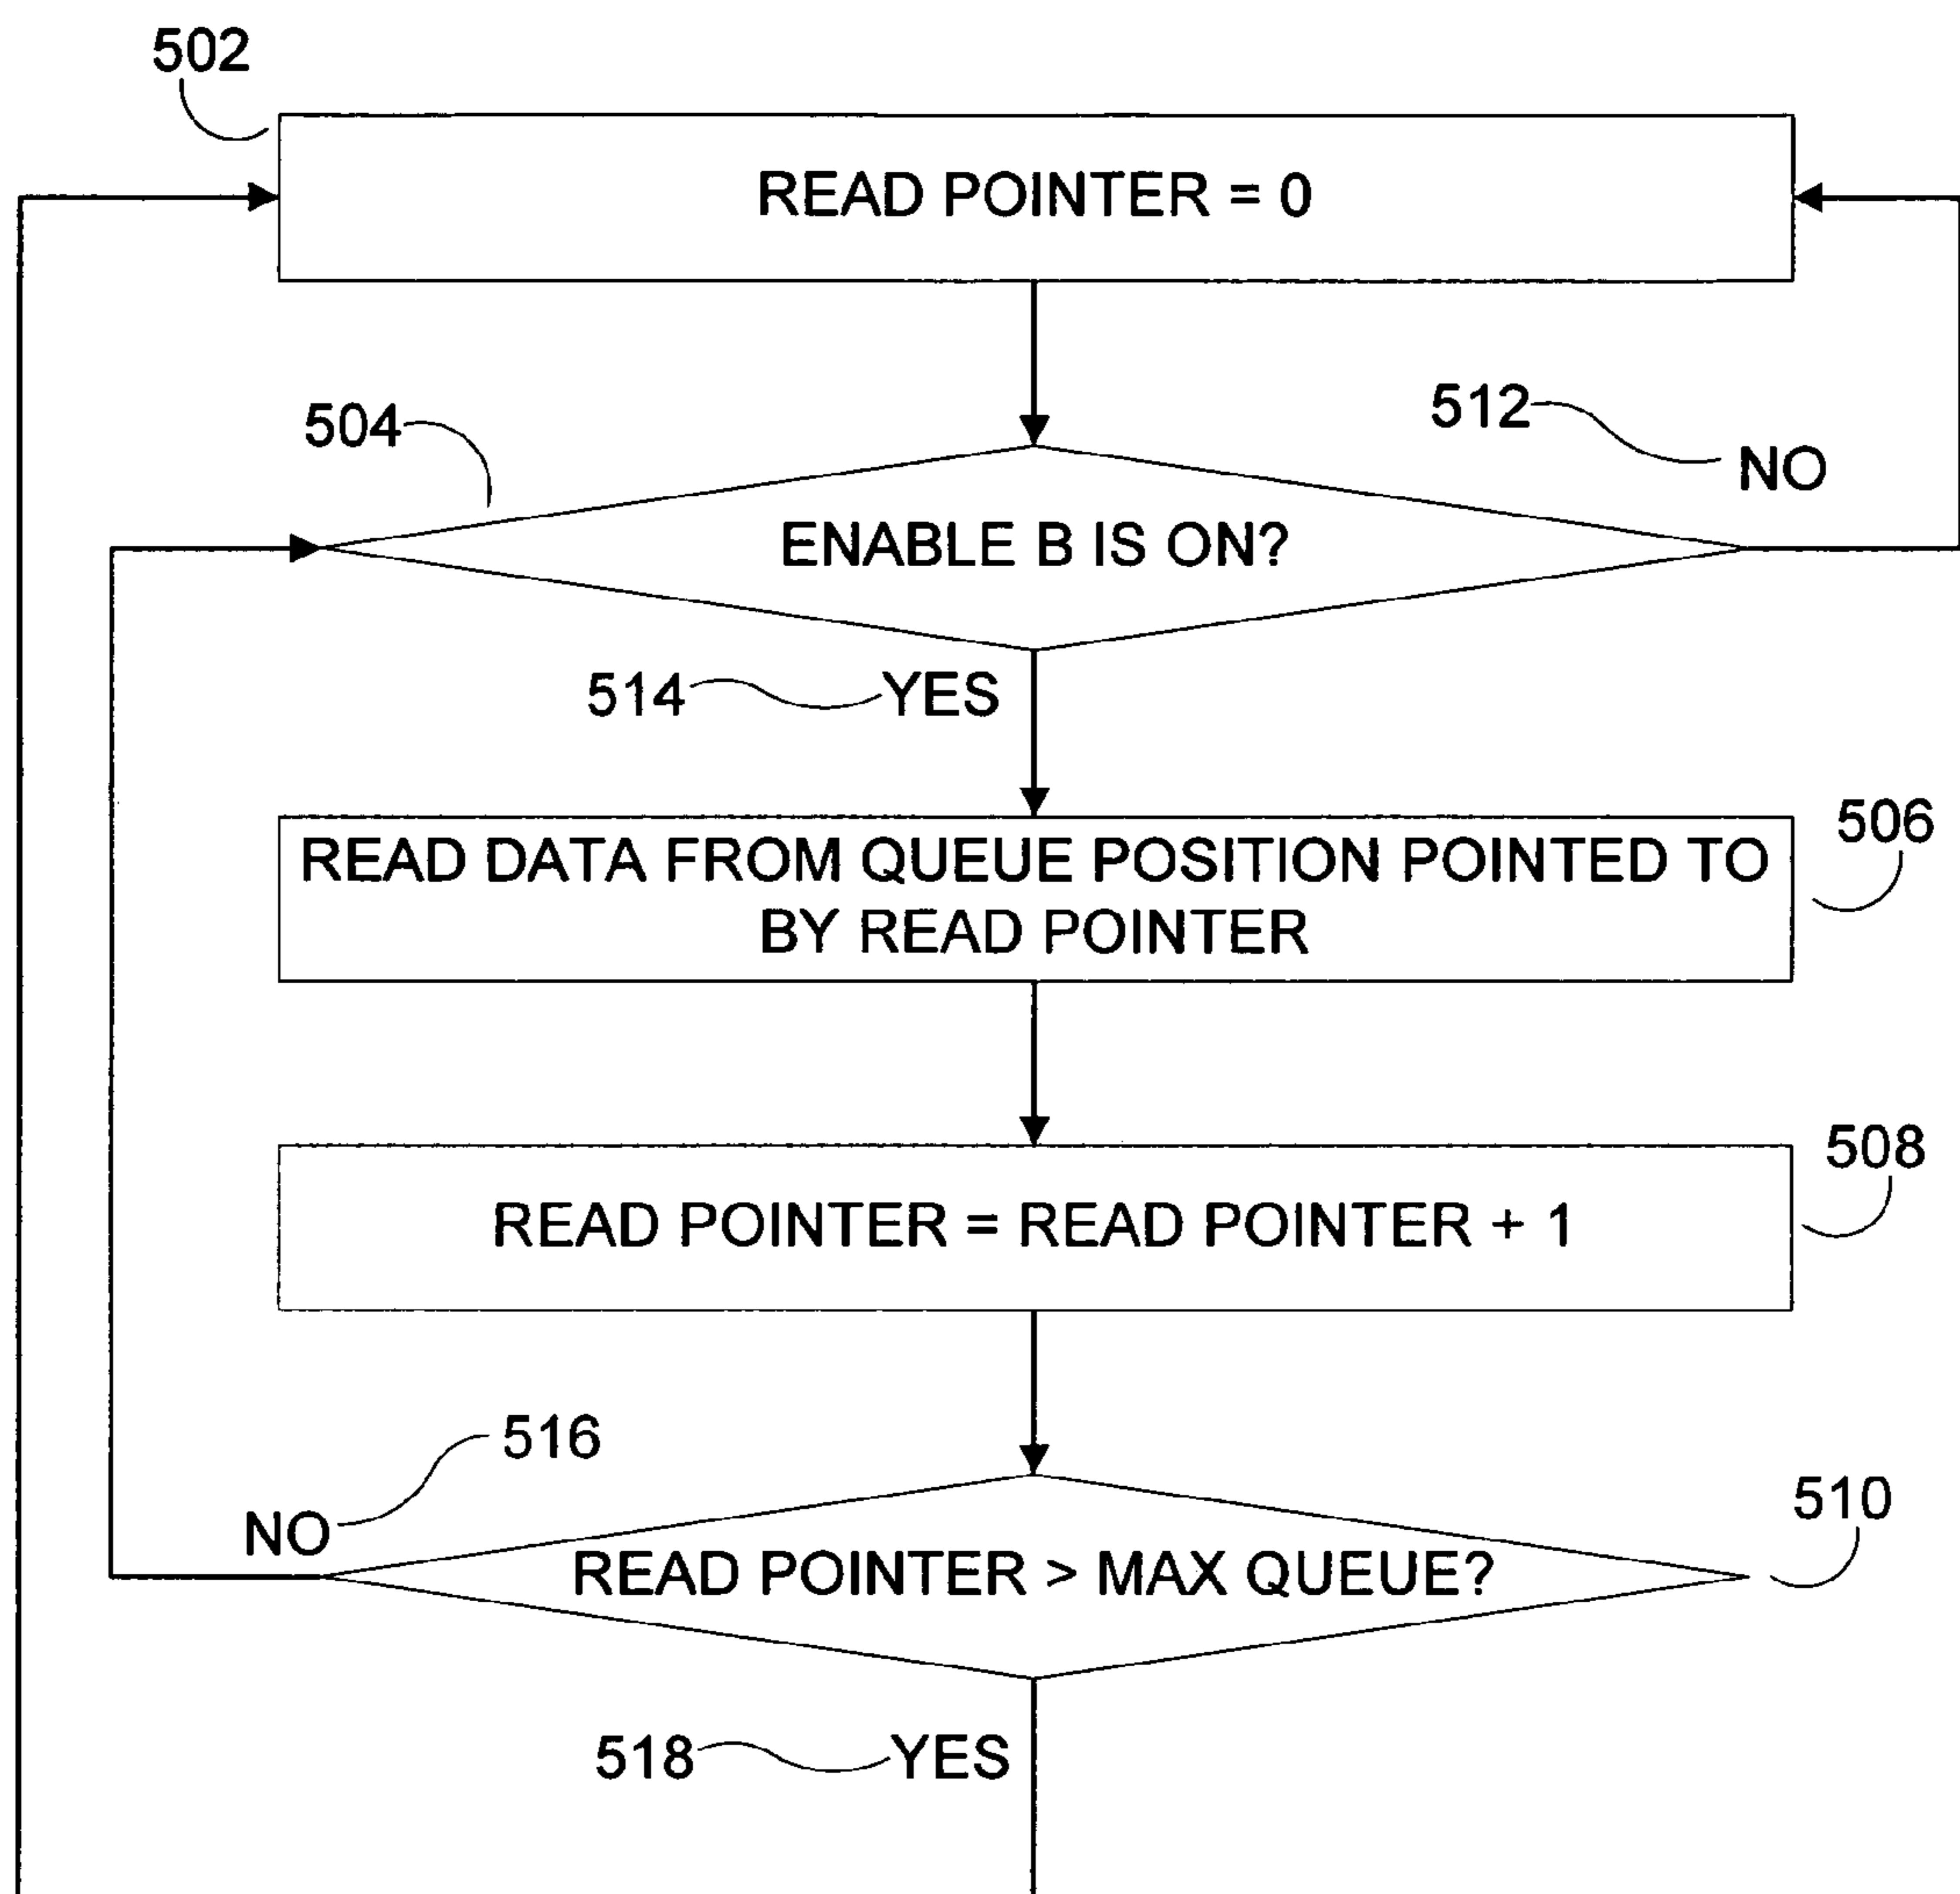 502
READ POINTER = 0
504
512
NO
ENABLE B IS ON?
514
YES
506
READ DATA FROM QUEUE POSITION POINTED TO
BY READ POINTER
508
READ POINTER = READ POINTER + 1
516
NO
510
READ POINTER > MAX QUEUE?
518
YES